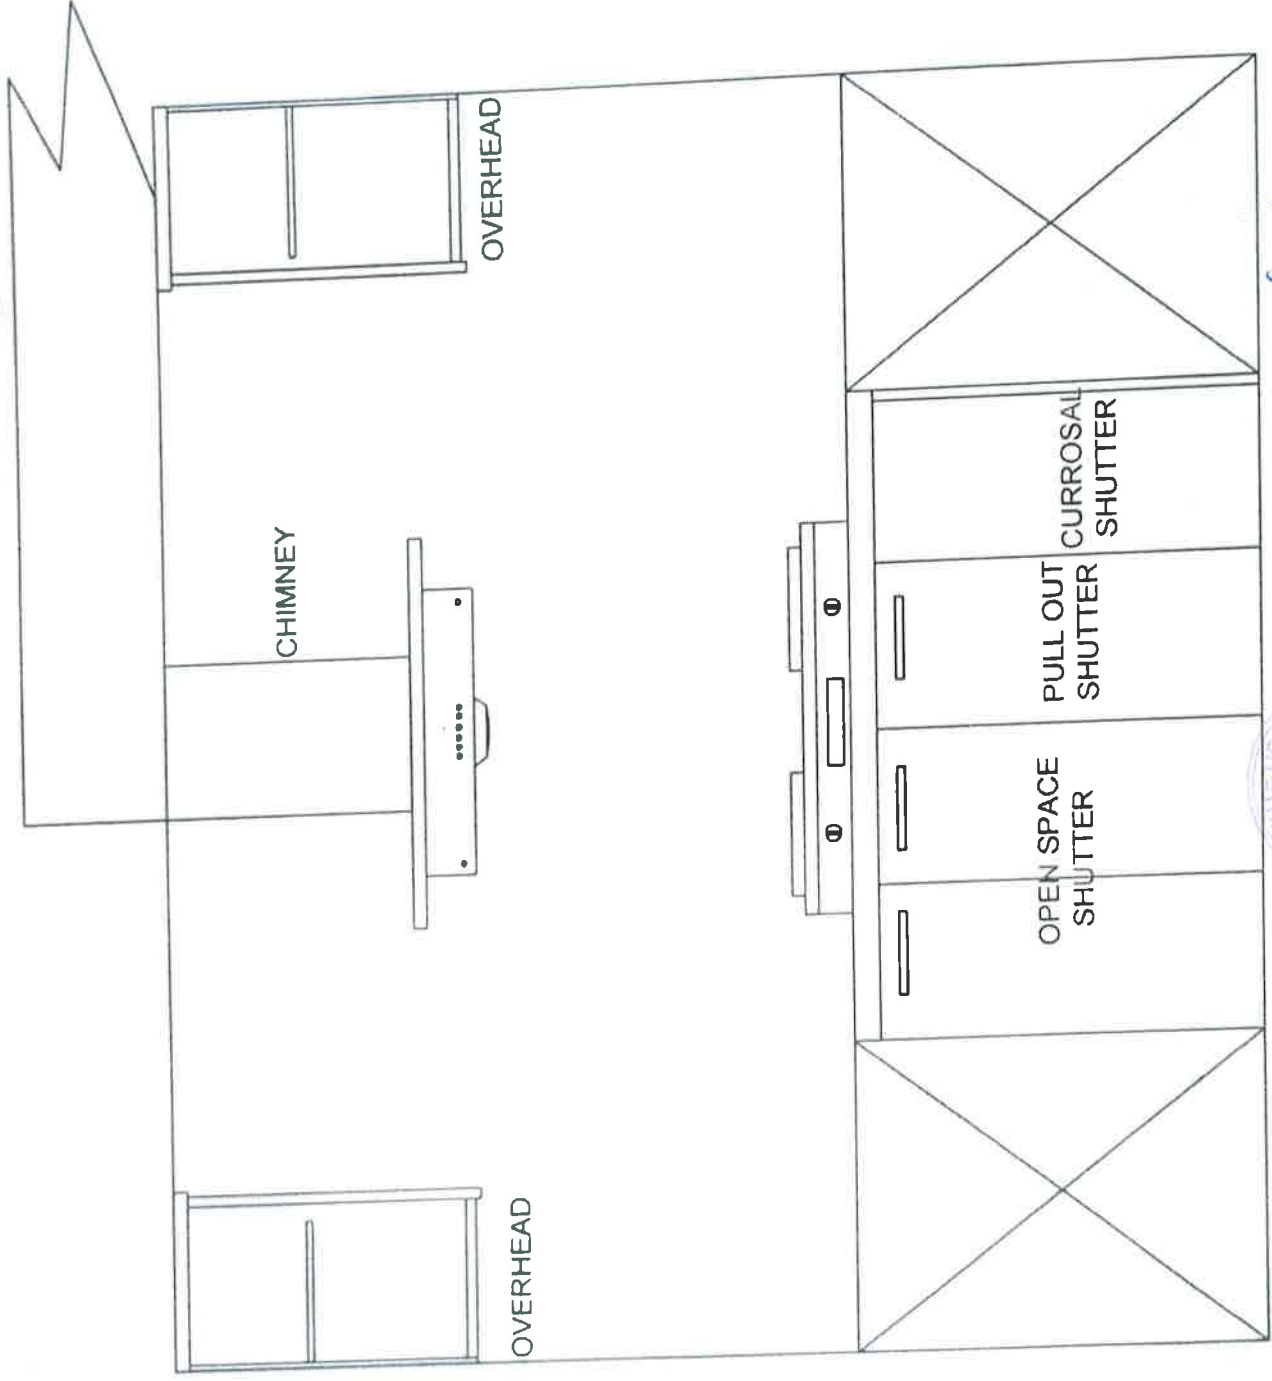 CHIMNEY
OVERHEAD
OVERHEAD
OPEN SPACE
SHUTTER
PULL OUT
SHUTTER
CURROSAL
SHUTTER